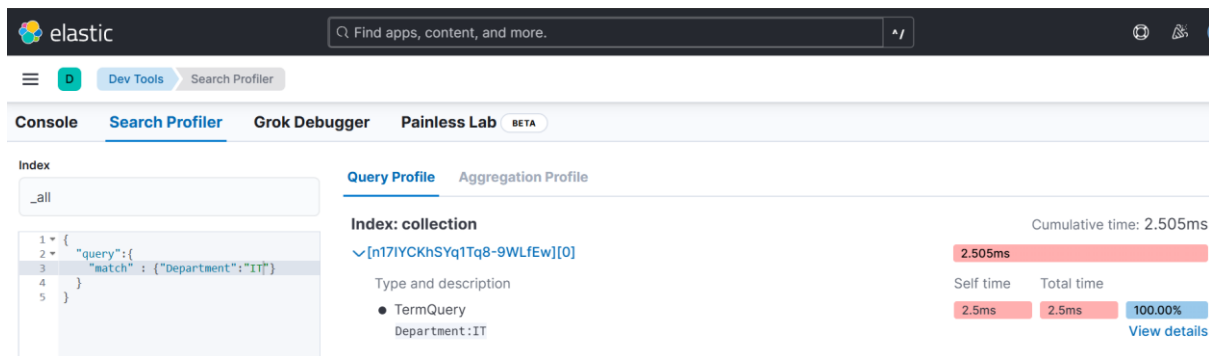 elastic
Find apps, content, and more.
^/
D
Dev Tools
Search Profiler
Console
Search Profiler
Grok Debugger
Painless Lab
BETA
Index
_all
1 {
2 "query":{
3 "match" : {"Department":"IT"}
4 }
5 }
Query Profile
Aggregation Profile
Index: collection
Cumulative time: 2.505ms
[n17IYCKhSYq1Tq8-9WLfEw][0]
2.505ms
Type and description
Self time
Total time
TermQuery
2.5ms
2.5ms
100.00%
Department:IT
View details